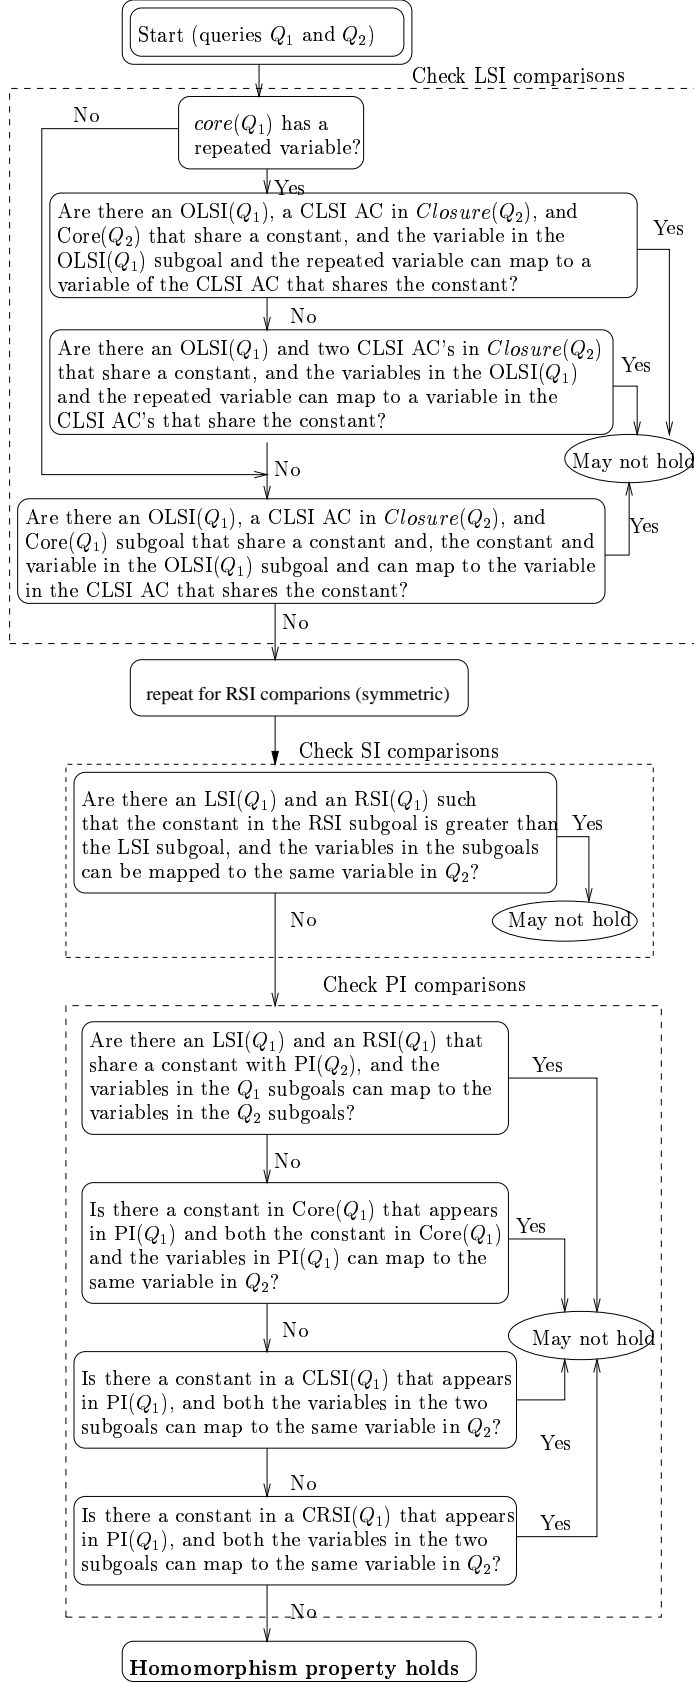 Start (queries Q1 and Q2)
Check LSI comparisons
No
core(Q1) has a
repeated variable?
Yes
Are there an OLSI(Q1), a CLSI AC in Closure(Q2), and
Core(Q2) that share a constant, and the variable in the
OLSI(Q1) subgoal and the repeated variable can map to a
variable of the CLSI AC that shares the constant?
Yes
No
Are there an OLSI(Q1) and two CLSI AC's in Closure(Q2)
that share a constant, and the variables in the OLSI(Q1)
and the repeated variable can map to a variable in the
CLSI AC's that share the constant?
Yes
May not hold
No
Are there an OLSI(Q1), a CLSI AC in Closure(Q2), and
Core(Q1) subgoal that share a constant and, the constant and
variable in the OLSI(Q1) subgoal and can map to the variable
in the CLSI AC that shares the constant?
Yes
No
repeat for RSI comparions (symmetric)
Check SI comparisons
Are there an LSI(Q1) and an RSI(Q1) such
that the constant in the RSI subgoal is greater than
the LSI subgoal, and the variables in the subgoals
can be mapped to the same variable in Q2?
Yes
May not hold
No
Check PI comparisons
Are there an LSI(Q1) and an RSI(Q1) that
share a constant with PI(Q2), and the
variables in the Q1 subgoals can map to the
variables in the Q2 subgoals?
Yes
No
Is there a constant in Core(Q1) that appears
in PI(Q1) and both the constant in Core(Q1)
and the variables in PI(Q1) can map to the
same variable in Q2?
Yes
No
May not hold
Is there a constant in a CLSI(Q1) that appears
in PI(Q1), and both the variables in the two
subgoals can map to the same variable in Q2?
Yes
No
Is there a constant in a CRSI(Q1) that appears
in PI(Q1), and both the variables in the two
subgoals can map to the same variable in Q2?
Yes
No
Homomorphism property holds